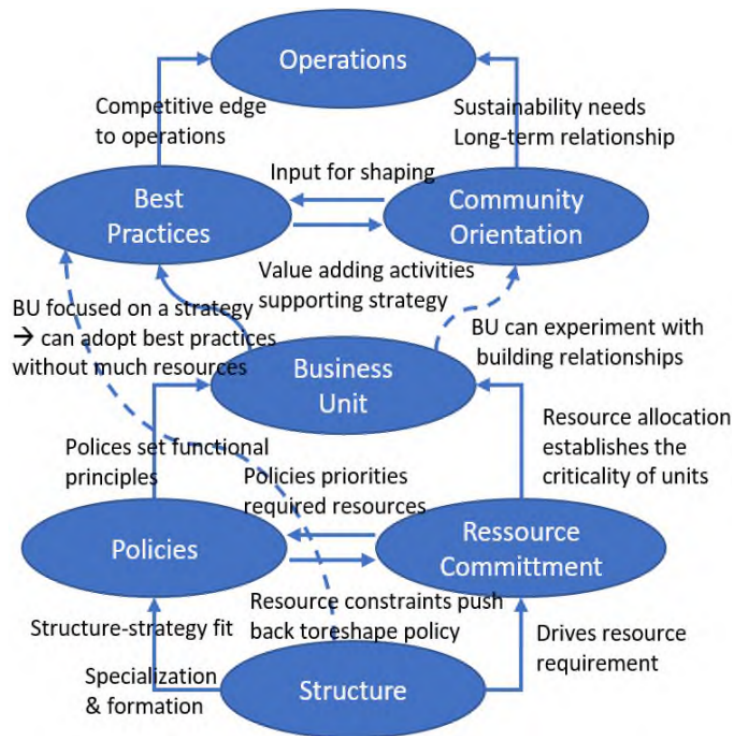 Operations
Competitive edge
to operations
Sustainability needs
Long-term relationship
Input for shaping
Best
Practices
Community
Orientation
Value adding activities
supporting strategy
BU focused on a strategy
→ can adopt best practices
without much resources
BU can experiment with
building relationships
Business
Unit
Resource allocation
establishes the
criticality of units
Polices set functional
principles
Policies priorities
required resources
Policies
Ressource
Committment
Structure-strategy fit
Resource constraints push
back toreshape policy
Drives resource
requirement
Specialization
& formation
Structure